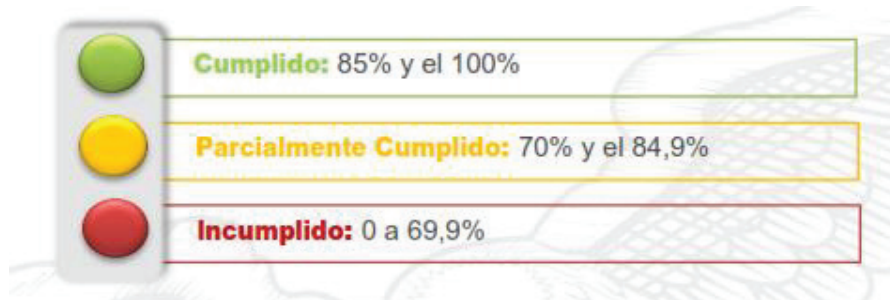 Cumplido: 85% y el 100%
Parcialmente Cumplido: 70% y el 84,9%
Incumplido: 0 a 69,9%